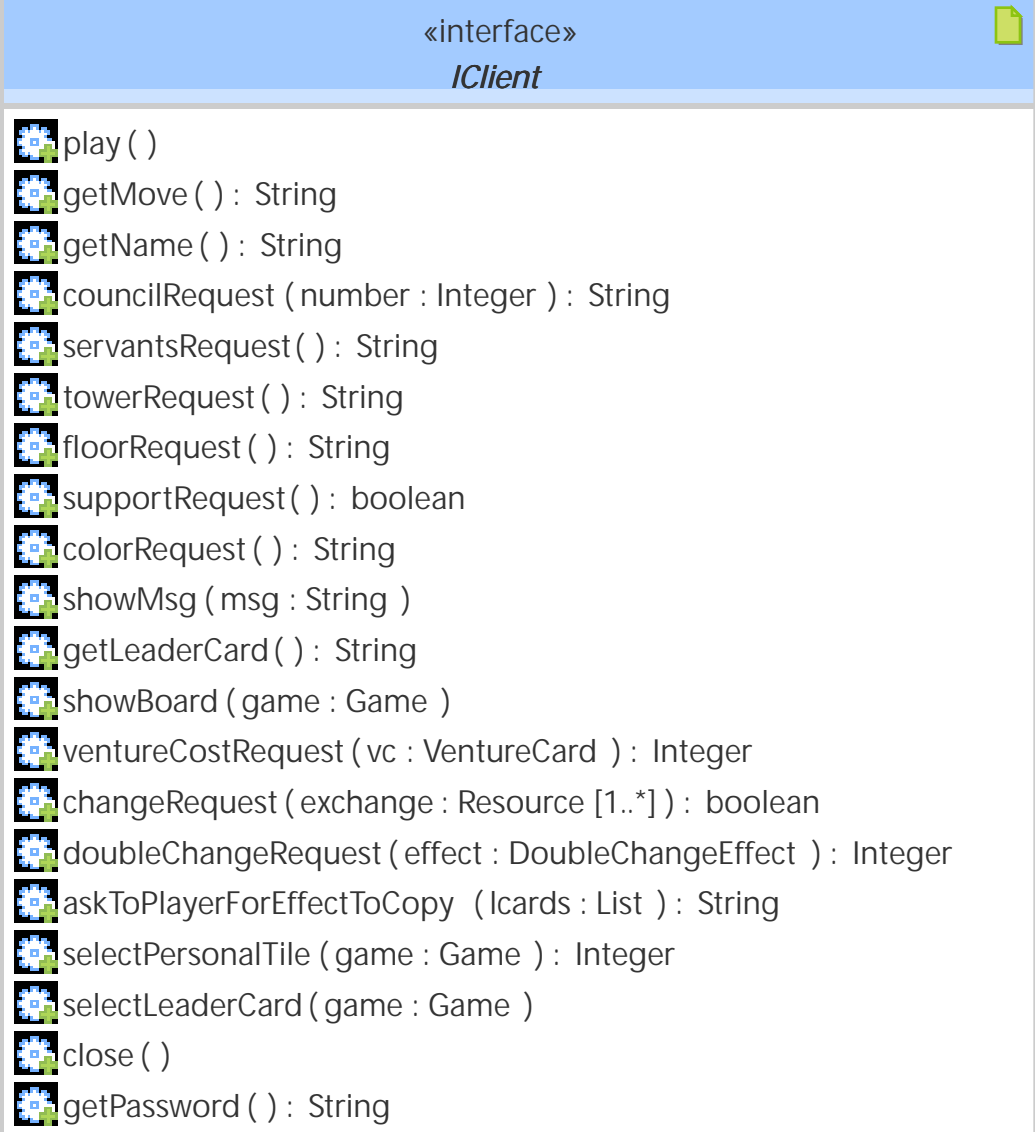 «interface»
IClient
play ( )
getMove ( ) : String
getName ( ) : String
councilRequest ( number : Integer ) : String
servantsRequest ( ) : String
towerRequest ( ) : String
floorRequest ( ) : String
supportRequest ( ) : boolean
colorRequest ( ) : String
showMsg ( msg : String )
getLeaderCard ( ) : String
showBoard ( game : Game )
ventureCostRequest ( vc : VentureCard ) : Integer
changeRequest ( exchange : Resource [1..*] ) : boolean
doubleChangeRequest ( effect : DoubleChangeEffect ) : Integer
askToPlayerForEffectToCopy ( lcards : List ) : String
selectPersonalTile ( game : Game ) : Integer
selectLeaderCard ( game : Game )
close ( )
getPassword ( ) : String